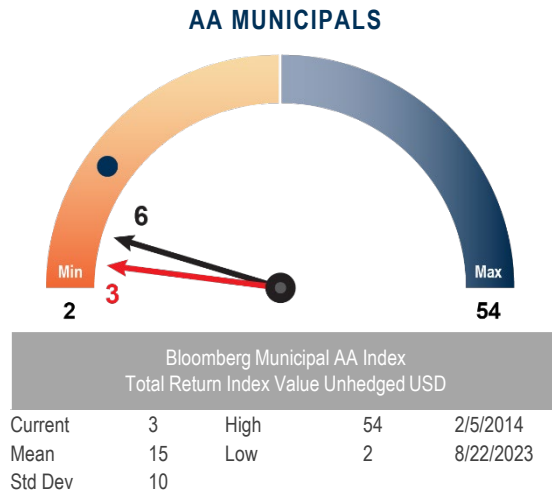 AA MUNICIPALS
6
Min
Max
3
2
54
Bloomberg Municipal AA Index
Total Return Index Value Unhedged USD
Current 3 High 54 2/5/2014
Mean 15 Low 2 8/22/2023
Std Dev 10